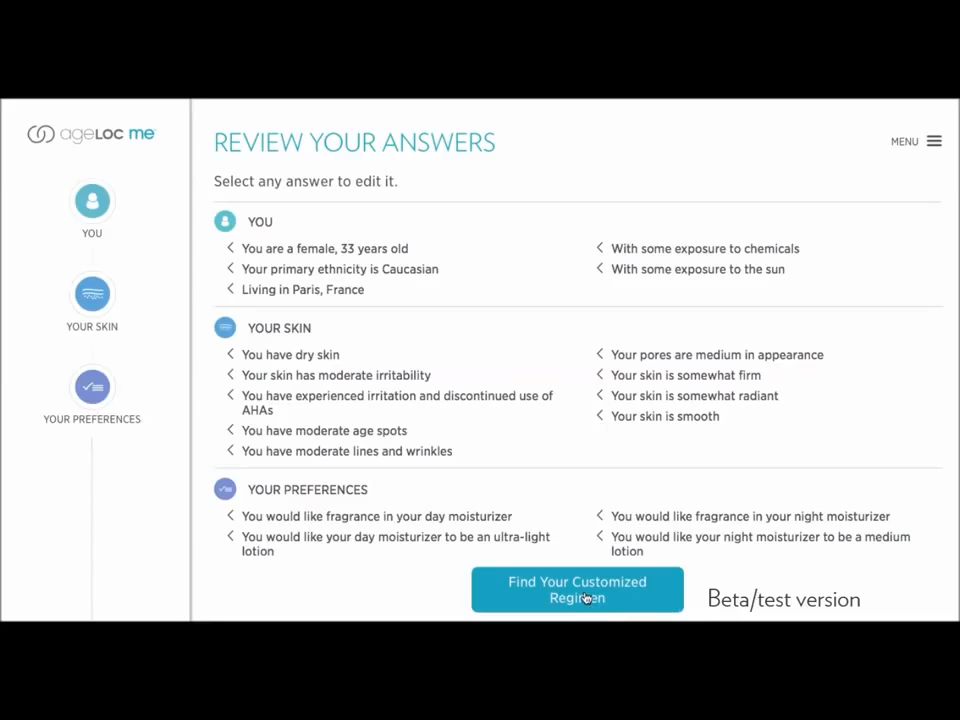 ageLOC me
REVIEW YOUR ANSWERS
MENU
Select any answer to edit it.
YOU
YOUR SKIN
YOUR PREFERENCES
YOU
You are a female, 33 years old
Your primary ethnicity is Caucasian
Living in Paris, France
With some exposure to chemicals
With some exposure to the sun
YOUR SKIN
You have dry skin
Your skin has moderate irritability
You have experienced irritation and discontinued use of
AHAs
You have moderate age spots
You have moderate lines and wrinkles
Your pores are medium in appearance
Your skin is somewhat firm
Your skin is somewhat radiant
Your skin is smooth
YOUR PREFERENCES
You would like fragrance in your day moisturizer
You would like your day moisturizer to be an ultra-light
lotion
You would like fragrance in your night moisturizer
You would like your night moisturizer to be a medium
lotion
Find Your Customized
Regimen
Beta/test version